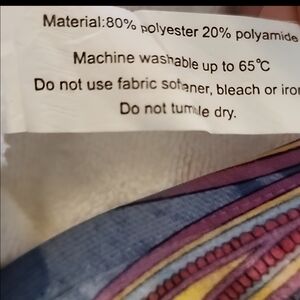 Material:80% polyester 20% polyamide
Machine washable up to 65°C
Do not use fabric softener, bleach or iron
Do not tumble dry.